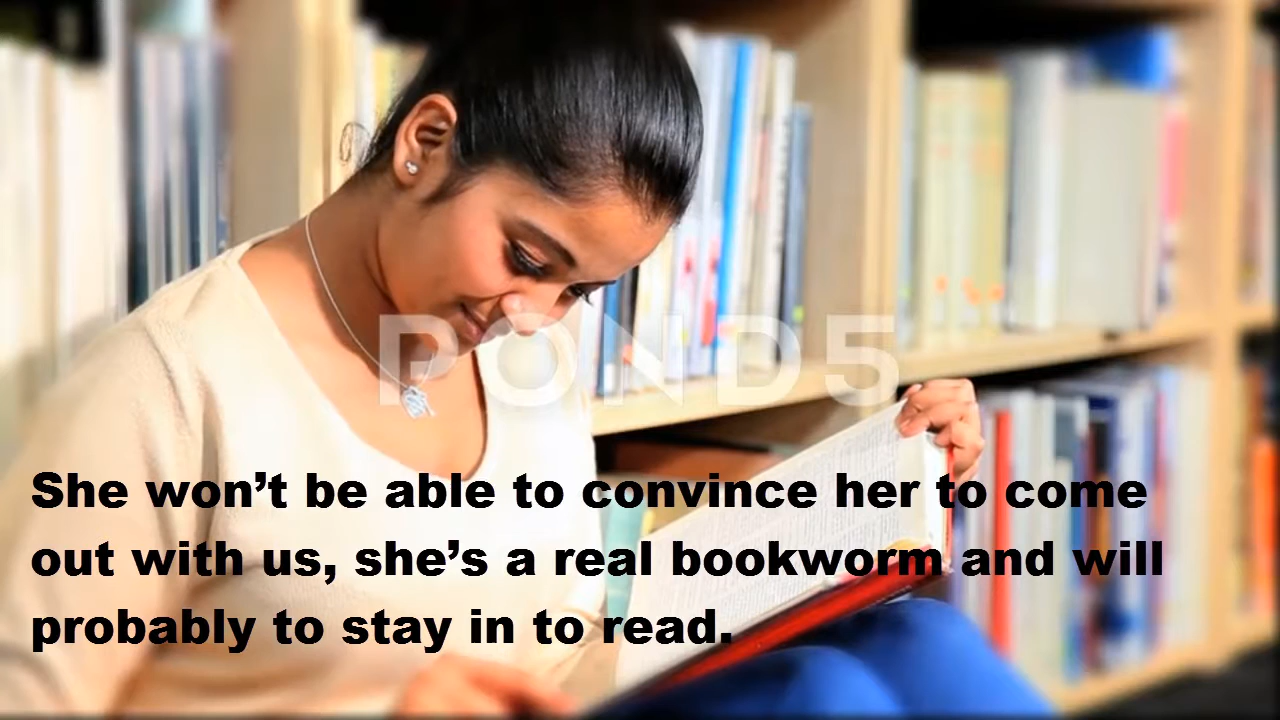 POND5
She won’t be able to convince her to come
out with us, she’s a real bookworm and will
probably to stay in to read.